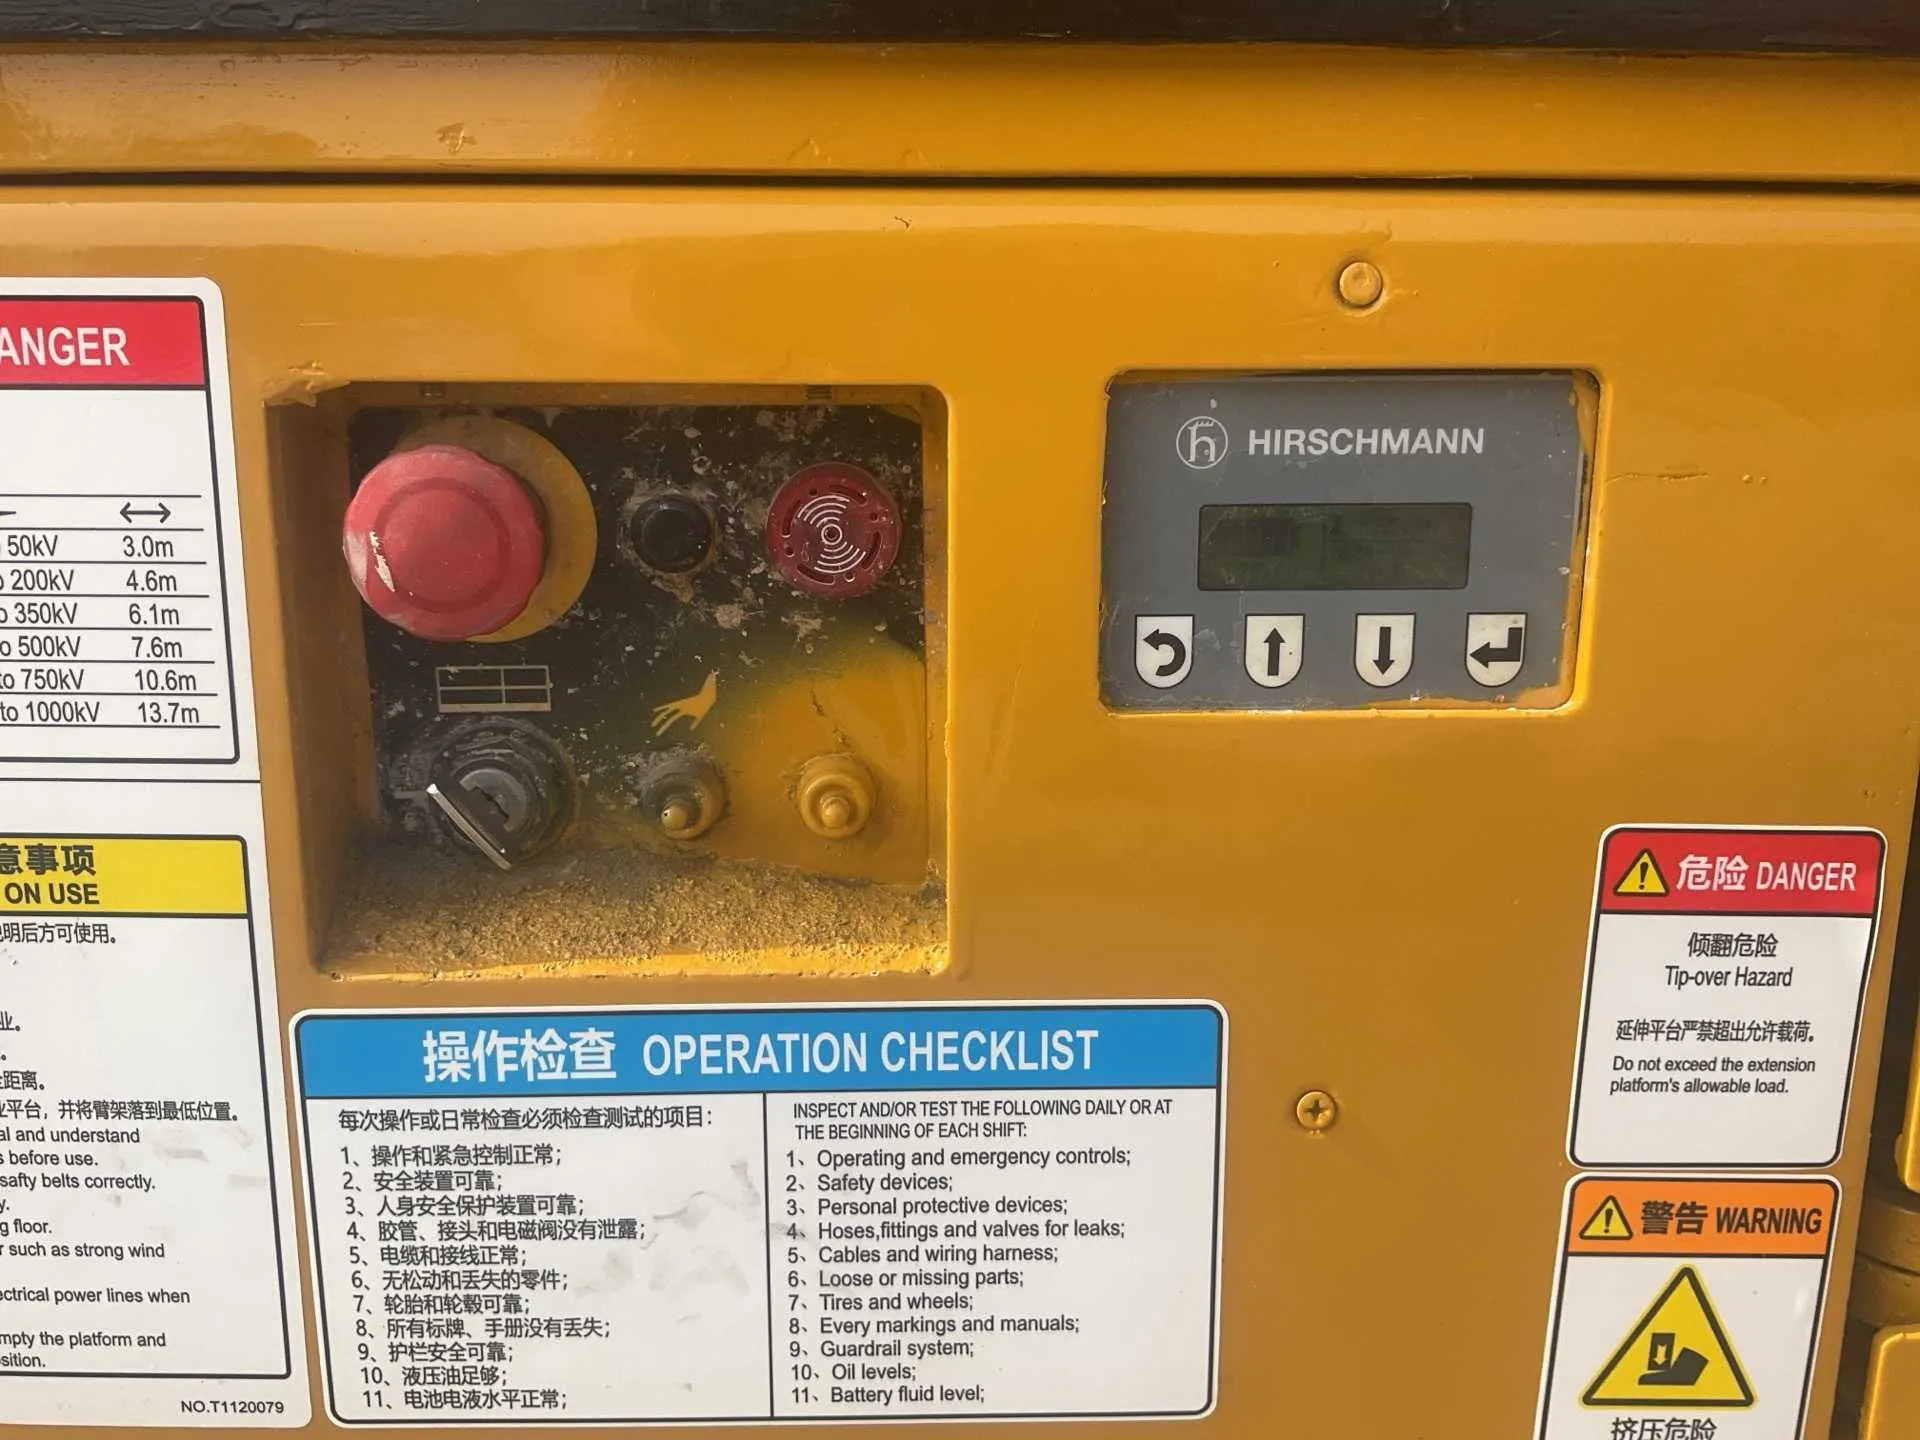 ANGER
50kV 3.0m
200kV 4.6m
350kV 6.1m
500kV 7.6m
to 750kV 10.6m
to 1000kV 13.7m
意事项
ON USE
明后方可使用。
业。
距离。
平台，并将臂架落到最低位置。
al and understand
s before use.
safty belts correctly.
y.
g floor.
r such as strong wind
ectrical power lines when
mpty the platform and
sition.
NO.T1120079
HIRSCHMANN
操作检查 OPERATION CHECKLIST
每次操作或日常检查必须检查测试的项目：
1、操作和紧急控制正常；
2、安全装置可靠；
3、人身安全保护装置可靠；
4、胶管、接头和电磁阀没有泄露；
5、电缆和接线正常；
6、无松动和丢失的零件；
7、轮胎和轮毂可靠；
8、所有标牌、手册没有丢失；
9、护栏安全可靠；
10、液压油足够；
11、电池电液水平正常；
INSPECT AND/OR TEST THE FOLLOWING DAILY OR AT
THE BEGINNING OF EACH SHIFT:
1、Operating and emergency controls;
2、Safety devices;
3、Personal protective devices;
4、Hoses,fittings and valves for leaks;
5、Cables and wiring harness;
6、Loose or missing parts;
7、Tires and wheels;
8、Every markings and manuals;
9、Guardrail system;
10、Oil levels;
11、Battery fluid level;
危险 DANGER
倾翻危险
Tip-over Hazard
延伸平台严禁超出允许载荷。
Do not exceed the extension
platform's allowable load.
警告 WARNING
挤压危险